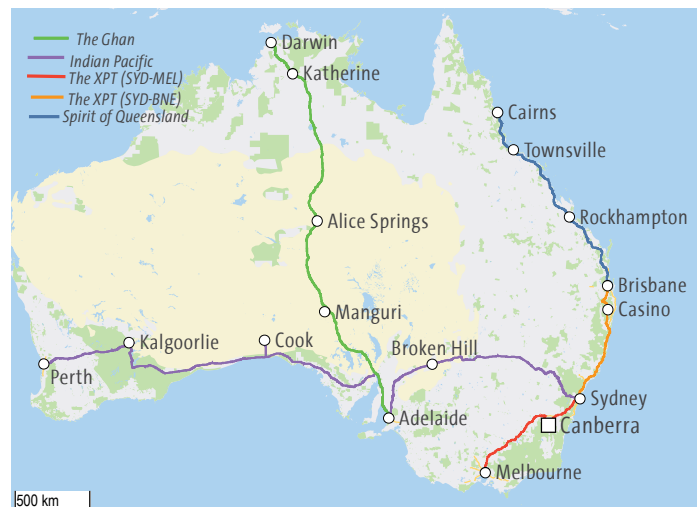 The Ghan
Indian Pacific
The XPT (SYD-MEL)
The XPT (SYD-BNE)
Spirit of Queensland
Darwin
Katherine
Cairns
Townsville
Rockhampton
Alice Springs
Brisbane
Casino
Manguri
Kalgoorlie
Cook
Broken Hill
Perth
Sydney
Adelaide
Canberra
Melbourne
500 km